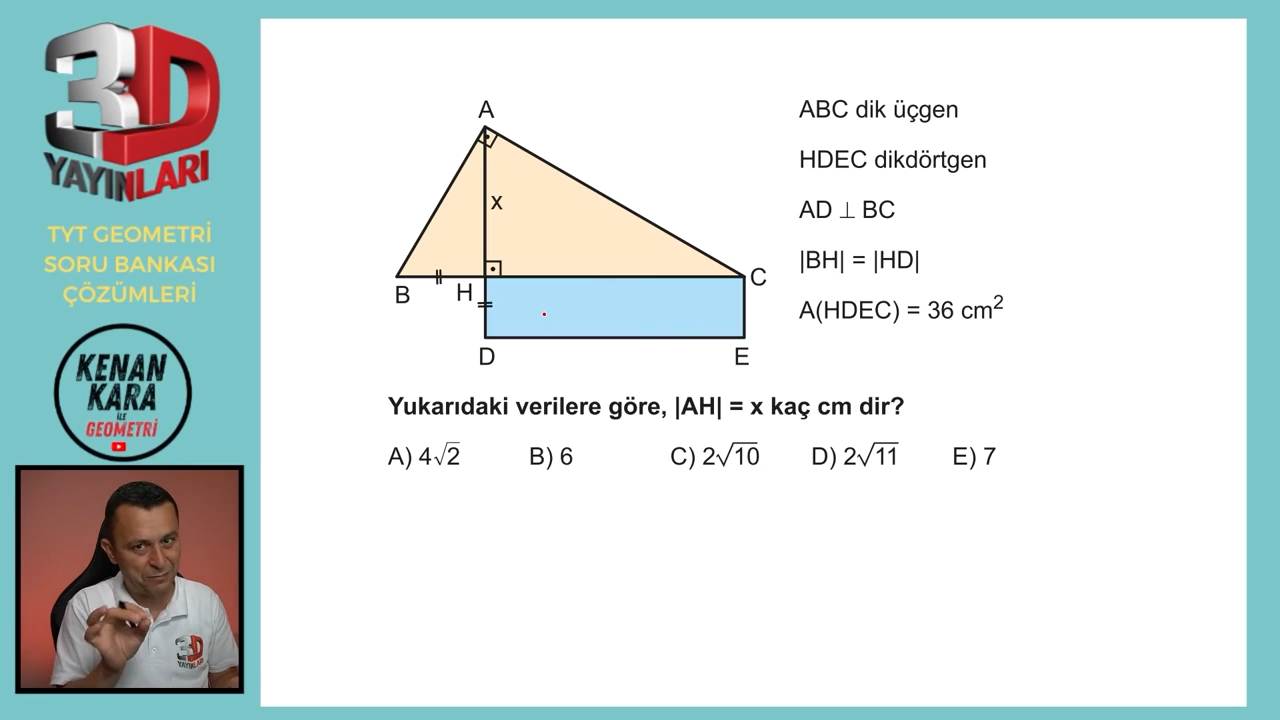 3D
YAYINLARI
TYT GEOMETRİ
SORU BANKASI
ÇÖZÜMLERİ
KENAN
KARA
İLE
GEOMETRİ
3D
YAYINLARI
A
x
B
H
C
D
E
ABC dik üçgen
HDEC dikdörtgen
AD ⊥ BC
|BH| = |HD|
A(HDEC) = 36 cm²
Yukarıdaki verilere göre, |AH| = x kaç cm dir?
A) 4√2 B) 6 C) 2√10 D) 2√11 E) 7